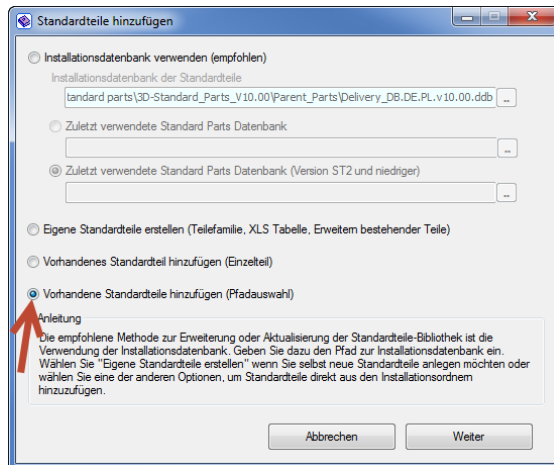 Standardteile hinzufügen
Installationsdatenbank verwenden (empfohlen)
Installationsdatenbank der Standardteile
tandard parts\3D-Standard_Parts_V10.00\Parent_Parts\Delivery_DB.DE.PL.v10.00.ddb
...
Zuletzt verwendete Standard Parts Datenbank
...
Zuletzt verwendete Standard Parts Datenbank (Version ST2 und niedriger)
...
Eigene Standardteile erstellen (Teilefamilie, XLS Tabelle, Erweitern bestehender Teile)
Vorhandenes Standardteil hinzufügen (Einzelteil)
Vorhandene Standardteile hinzufügen (Pfadauswahl)
Anleitung
Die empfohlene Methode zur Erweiterung oder Aktualisierung der Standardteile-Bibliothek ist die
Verwendung der Installationsdatenbank. Geben Sie dazu den Pfad zur Installationsdatenbank ein.
Wählen Sie "Eigene Standardteile erstellen" wenn Sie selbst neue Standardteile anlegen möchten oder
wählen Sie eine der anderen Optionen, um Standardteile direkt aus den Installationsordnern
hinzuzufügen.
Abbrechen
Weiter